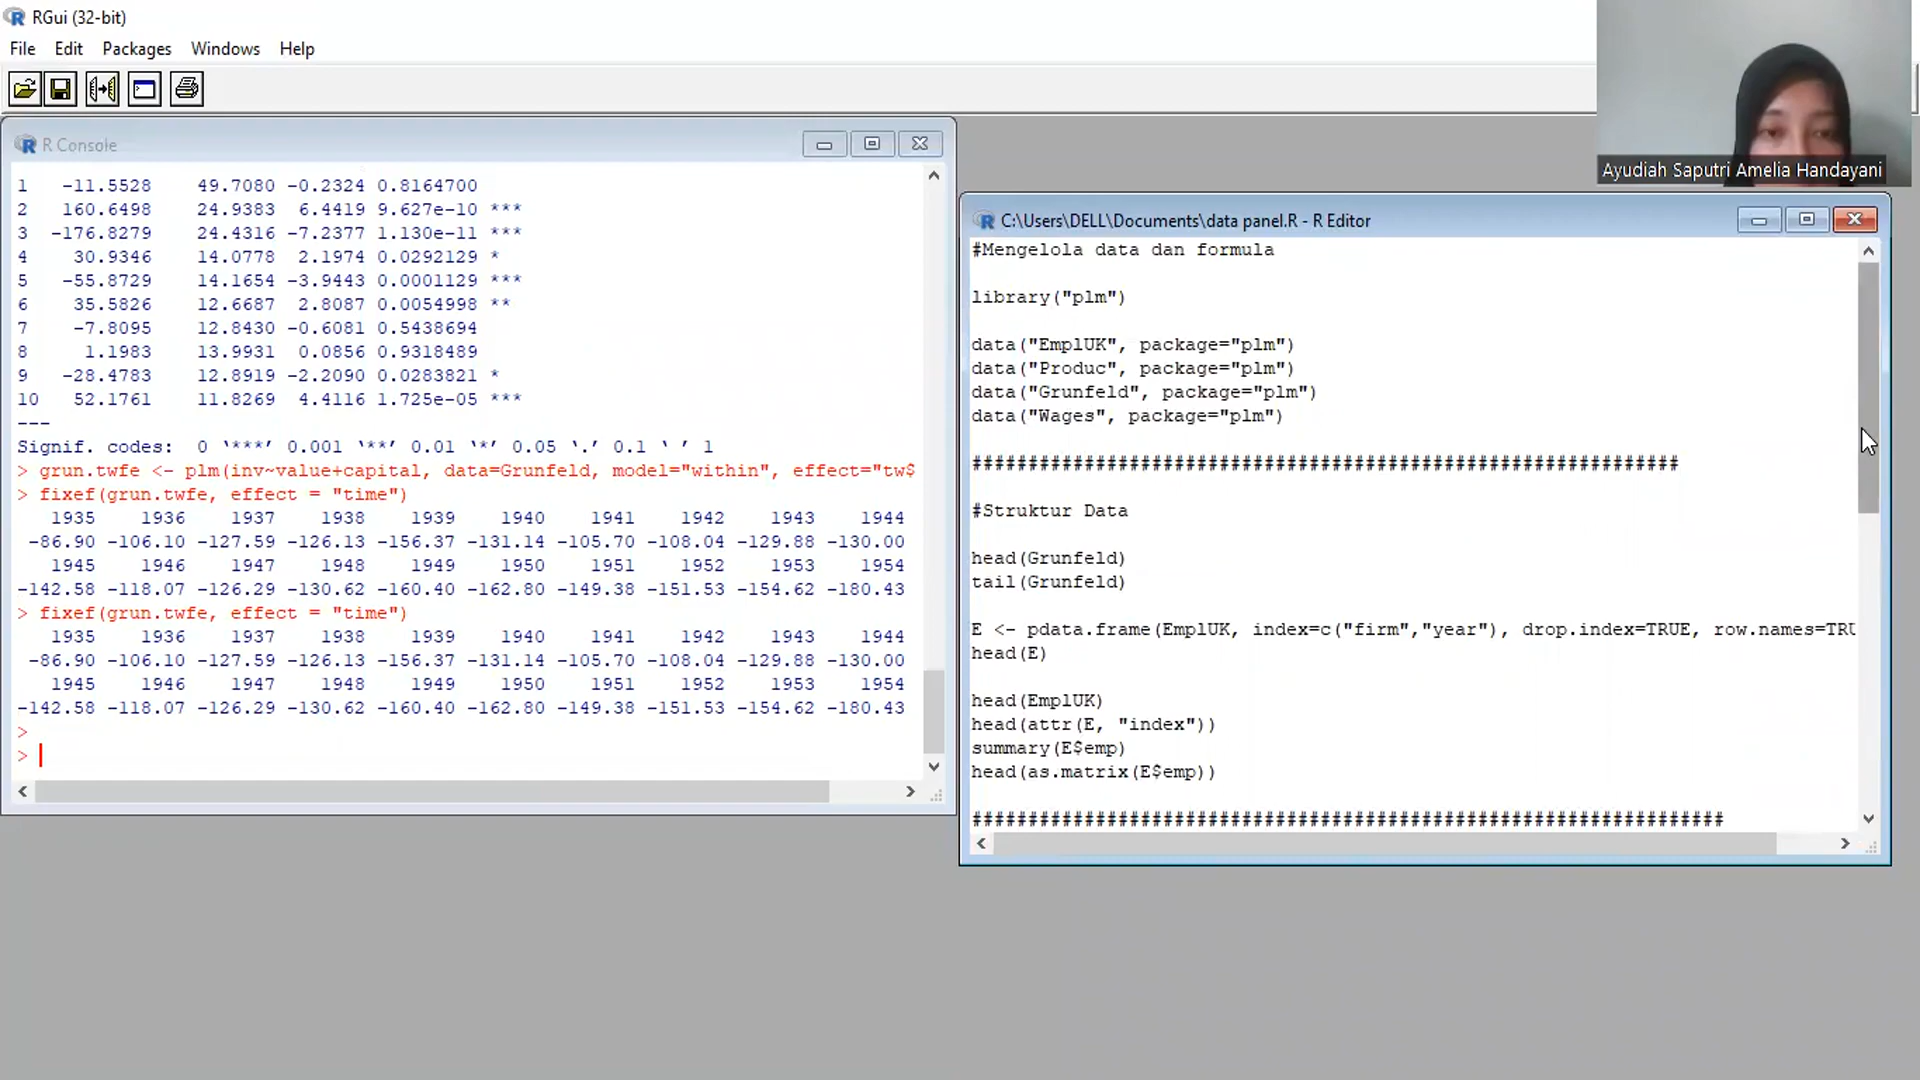 RGui (32-bit)
File Edit Packages Windows Help
Ayudiah Saputri Amelia Handayani
R Console
1 -11.5528 49.7080 -0.2324 0.8164700
2 160.6498 24.9383 6.4419 9.627e-10 ***
3 -176.8279 24.4316 -7.2377 1.130e-11 ***
4 30.9346 14.0778 2.1974 0.0292129 *
5 -55.8729 14.1654 -3.9443 0.0001129 ***
6 35.5826 12.6687 2.8087 0.0054998 **
7 -7.8095 12.8430 -0.6081 0.5438694
8 1.1983 13.9931 0.0856 0.9318489
9 -28.4783 12.8919 -2.2090 0.0283821 *
10 52.1761 11.8269 4.4116 1.725e-05 ***
---
Signif. codes: 0 ‘***’ 0.001 ‘**’ 0.01 ‘*’ 0.05 ‘.’ 0.1 ‘ ’ 1
> grun.twfe <- plm(inv~value+capital, data=Grunfeld, model="within", effect="tw$
> fixef(grun.twfe, effect = "time")
1935 1936 1937 1938 1939 1940 1941 1942 1943 1944
-86.90 -106.10 -127.59 -126.13 -156.37 -131.14 -105.70 -108.04 -129.88 -130.00
1945 1946 1947 1948 1949 1950 1951 1952 1953 1954
-142.58 -118.07 -126.29 -130.62 -160.40 -162.80 -149.38 -151.53 -154.62 -180.43
> fixef(grun.twfe, effect = "time")
1935 1936 1937 1938 1939 1940 1941 1942 1943 1944
-86.90 -106.10 -127.59 -126.13 -156.37 -131.14 -105.70 -108.04 -129.88 -130.00
1945 1946 1947 1948 1949 1950 1951 1952 1953 1954
-142.58 -118.07 -126.29 -130.62 -160.40 -162.80 -149.38 -151.53 -154.62 -180.43
>
>
C:\Users\DELL\Documents\data panel.R - R Editor
#Mengelola data dan formula
library("plm")
data("EmplUK", package="plm")
data("Produc", package="plm")
data("Grunfeld", package="plm")
data("Wages", package="plm")
###############################################################
#Struktur Data
head(Grunfeld)
tail(Grunfeld)
E <- pdata.frame(EmplUK, index=c("firm","year"), drop.index=TRUE, row.names=TRU
head(E)
head(EmplUK)
head(attr(E, "index"))
summary(E$emp)
head(as.matrix(E$emp))
###################################################################